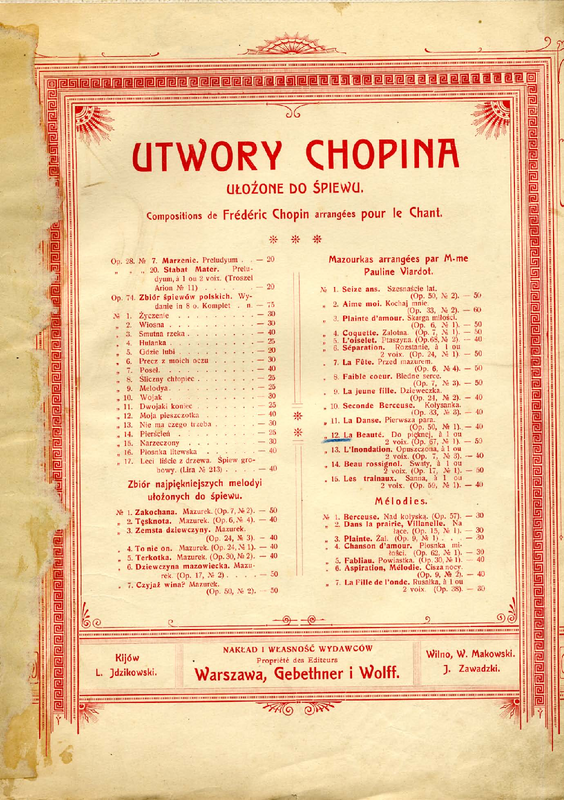 UTWORY CHOPINA
UŁOŻONE DO ŚPIEWU.
Compositions de Frédéric Chopin arrangées pour le Chant.
Op. 28. № 7. Marzenie. Preludyum . . — 20
„ „ „ 20. Stabat Mater. Prelu-
dyum, à 1 ou 2 voix. (Troszel
Arion № 11) . . . . . — 20
Op. 74. Zbiór śpiewów polskich. Wy-
danie in 8 o. Komplet . n. — 75
№ 1. Życzenie . . . . . . . — 30
„ 2. Wiosna . . . . . . . — 30
„ 3. Smutna rzeka . . . . . — 30
„ 4. Hulanka . . . . . . . — 25
„ 5. Gdzie lubi . . . . . . — 20
„ 6. Precz z moich oczu . . . — 30
„ 7. Poseł . . . . . . . . — 30
„ 8. Śliczny chłopiec . . . . — 30
„ 9. Melodya . . . . . . . — 25
„ 10. Wojak . . . . . . . — 30
„ 11. Dwojaki koniec . . . . — 25
„ 12. Moja pieszczotka . . . . — 40
„ 13. Nie ma czego trzeba . . . — 30
„ 14. Pierścień . . . . . . — 25
„ 15. Narzeczony . . . . . . — 30
„ 16. Piosnka litewska . . . . — 40
„ 17. Leci liście z drzewa. Śpiew gro-
bowy. (Lira № 213) . . . — 40
Zbiór najpiękniejszych melodyi
ułożonych do śpiewu.
№ 1. Zakochana. Mazurek. (Op. 7, № 2). — 50
„ 2. Tęsknota. Mazurek. (Op. 6, № 4). — 40
„ 3. Zemsta dziewczyny. Mazurek.
(Op. 24, № 3). — 40
„ 4. To nie on. Mazurek. (Op. 24, № 1). — 40
„ 5. Terkotka. Mazurek. (Op. 30, № 2). — 40
„ 6. Dziewczyna mazowiecka. Mazu-
rek. (Op. 17, № 2) . . . . — 50
„ 7. Czyjaż wina? Mazurek.
(Op. 50, № 2). — 50
Mazourkas arrangées par M-me
Pauline Viardot.
№ 1. Seize ans. Szesnaście lat.
(Op. 50, № 2). — 50
„ 2. Aime moi. Kochaj mnie.
(Op. 33, № 2). — 60
„ 3. Plainte d'amour. Skarga miłości.
(Op. 6, № 1). — 50
„ 4. Coquette. Zalotna. (Op. 7, № 1). — 50
„ 5. L'oiselet. Ptaszyna. (Op. 68, № 2). — 40
„ 6. Séparation. Rozstanie, à 1 ou
2 voix. (Op. 24, № 1) — 50
„ 7. La Fûte. Przed mazurem.
(Op. 6, № 4). — 50
„ 8. Faible coeur. Biedne serce.
(Op. 7, № 3). — 50
„ 9. La jeune fille. Dzieweczka.
(Op. 24, № 2). — 40
„ 10 Seconde Berceuse. Kołysanka.
(Op. 33, № 3). — 40
„ 11. La Danse. Pierwsza para.
(Op. 50, № 1). — 40
„ 12. La Beauté. Do pięknej, à 1 ou
2 voix. (Op. 67, № 1). — 50
„ 13. L'Inondation. Opuszczona, à 1 ou
2 voix. (Op. 7, № 3). — 40
„ 14. Beau rossignol. Swaty, à 1 ou
2 voix. (Op. 17, № 1). — 50
„ 15. Les traînaux. Sanna, à 1 ou
2 voix. (Op. 59, № 1). — 40
Mélodies.
№ 1. Berceuse. Nad kołyską. (Op. 57). — 30
„ 2. Dans la prairie, Villanelle. Na
łące. (Op. 15, № 1). — 30
„ 3. Plainte. Żal. (Op. 9, № 1) . . . — 30
„ 4. Chanson d'amour. Piosnka mi-
łości. (Op. 62, № 1). — 30
„ 5. Fabliau. Powiastka. (Op. 30, № 1). — 40
„ 6. Aspiration, Mélodie. Cisza nocy.
(Op. 9, № 2). — 40
„ 7. La Fille de l'onde. Rusałka, à 1 ou
2 voix. (Op. 38). — 50
Kijów
L. Jdzikowski.
NAKŁAD I WŁASNOŚĆ WYDAWCÓW
Propriété des Editeurs
Warszawa, Gebethner i Wolff.
Wilno, W. Makowski.
J. Zawadzki.